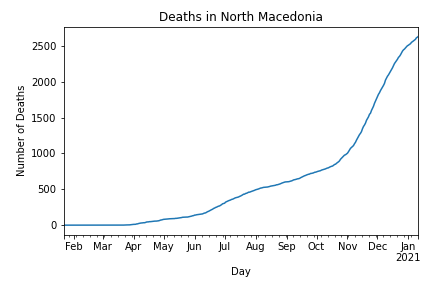 Deaths in North Macedonia
Number of Deaths
2500
2000
1500
1000
500
0
Feb Mar Apr May Jun Jul Aug Sep Oct Nov Dec Jan
2021
Day